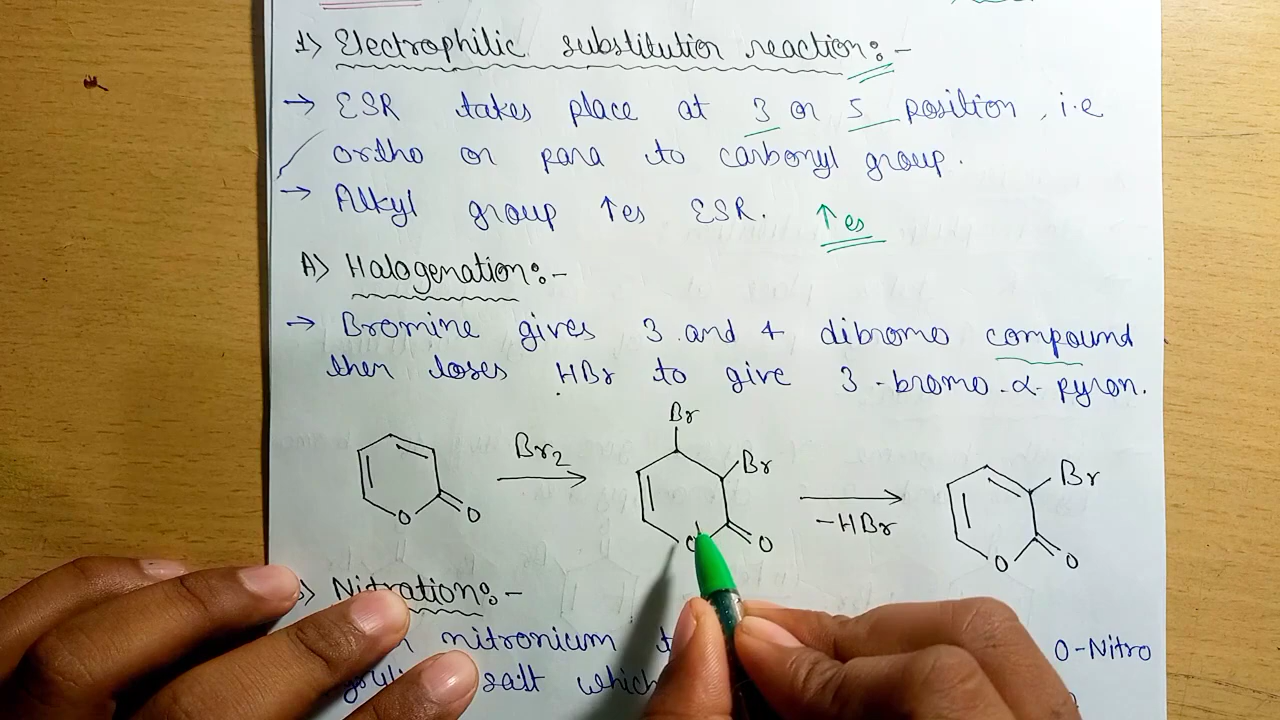 1) Electrophilic substitution reaction:-
→ ESR takes place at 3 or 5 position, i.e
ortho or para to carbonyl group.
→ Alkyl group ↑es ESR. ↑es
A) Halogenation:-
→ Bromine gives 3 and 4 dibromo compound
then loses HBr to give 3-bromo-α-pyron.
Br
Br2 Br Br
O O O O -HBr O O
Nitration:-
nitronium O-Nitro
salt which